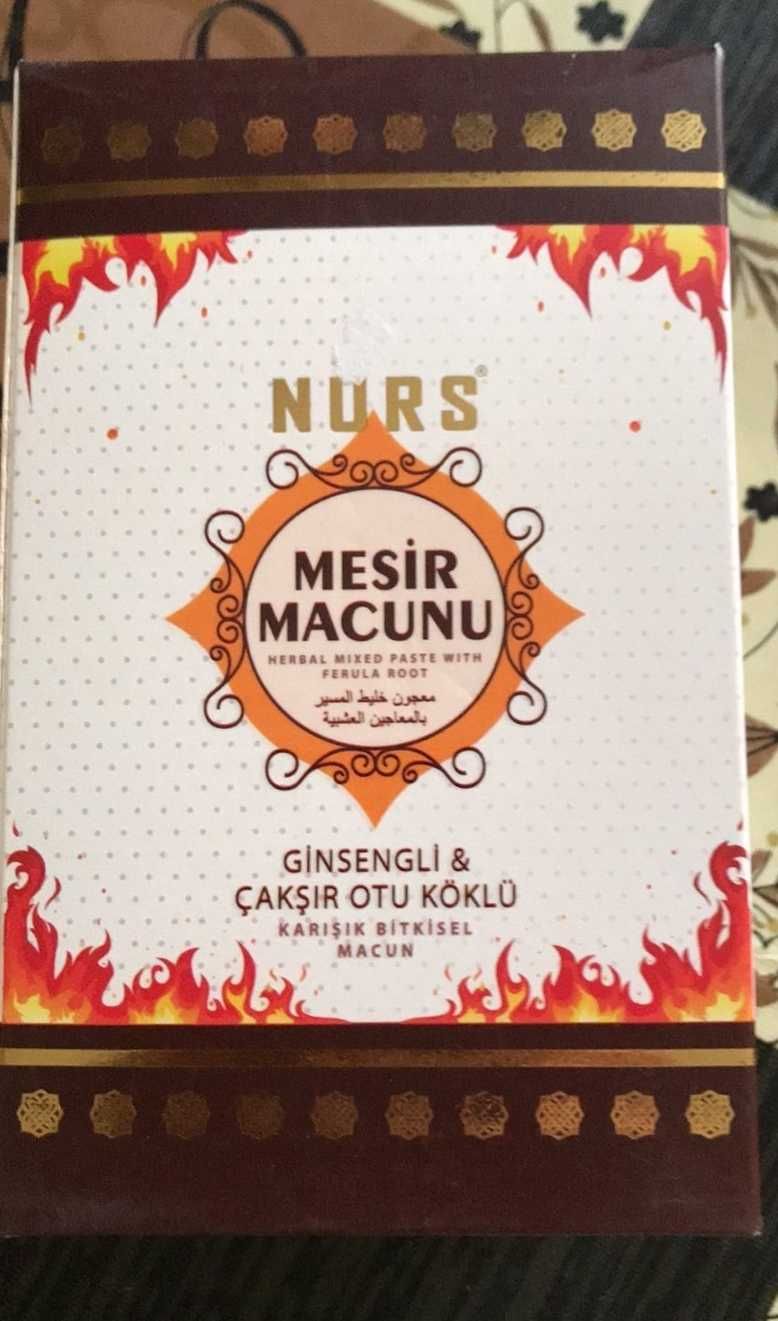 NURS®
MESİR
MACUNU
HERBAL MIXED PASTE WITH
FERULA ROOT
معجون خليط المسير
بالمعاجين العشبية
GİNSENGLİ &
ÇAKŞIR OTU KÖKLÜ
KARIŞIK BİTKİSEL
MACUN